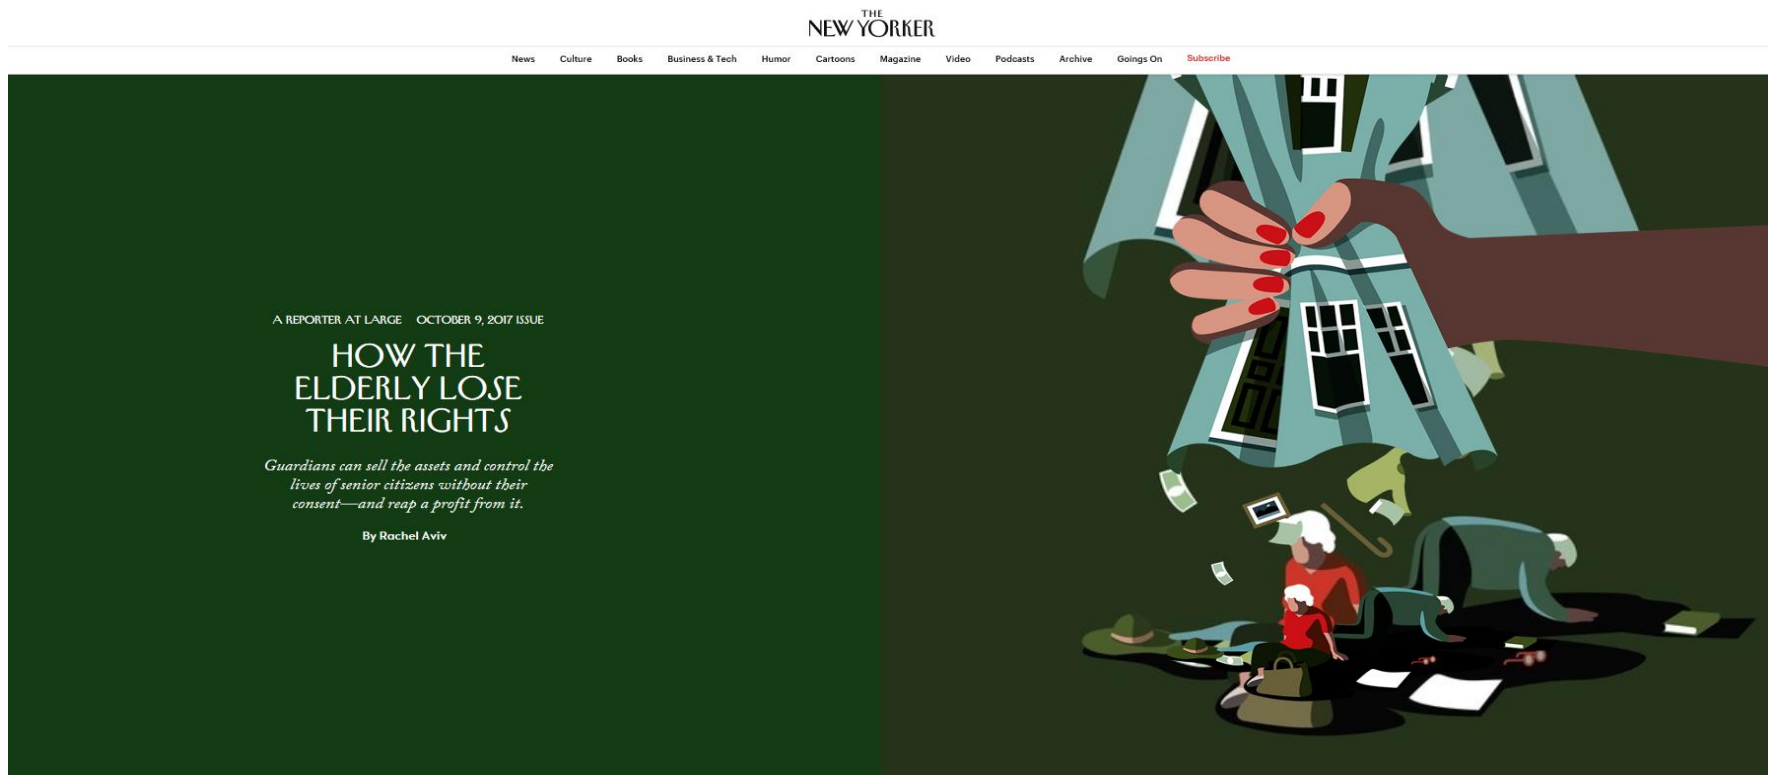 THE
NEW YORKER
News Culture Books Business & Tech Humor Cartoons Magazine Video Podcasts Archive Goings On Subscribe
A REPORTER AT LARGE OCTOBER 9, 2017 ISSUE
HOW THE
ELDERLY LOSE
THEIR RIGHTS
Guardians can sell the assets and control the
lives of senior citizens without their
consent—and reap a profit from it.
By Rachel Aviv